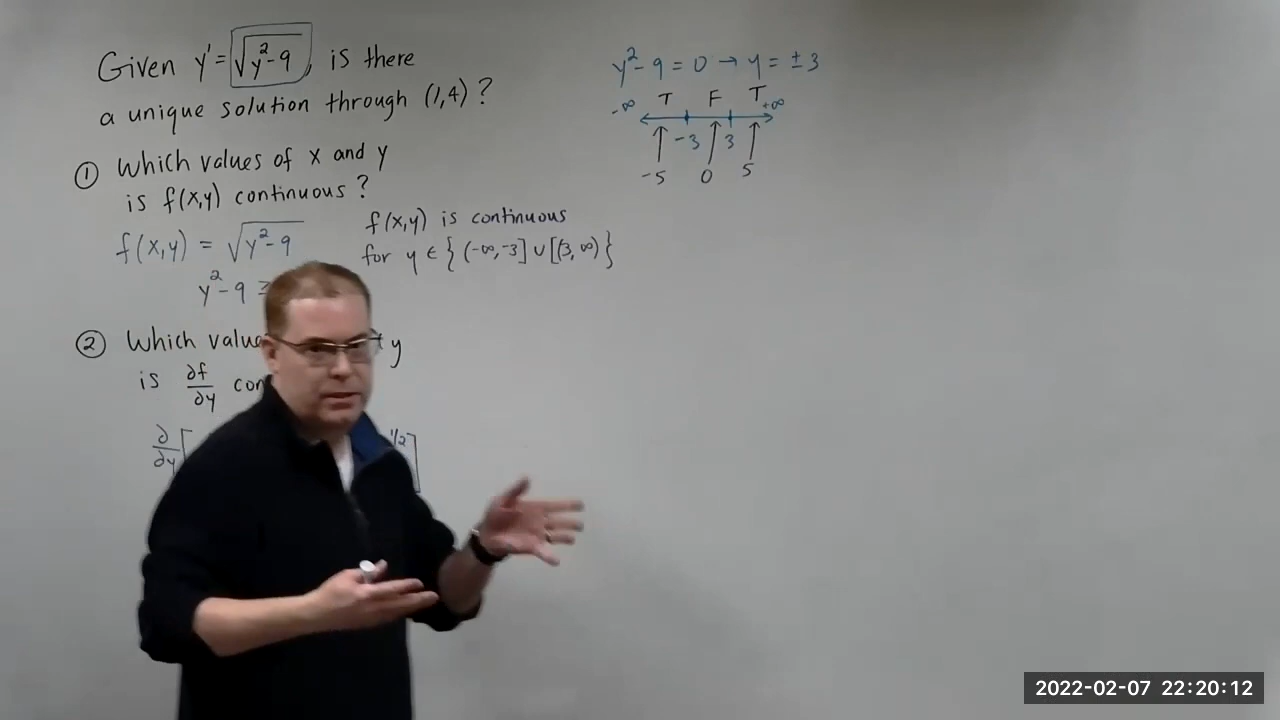 Given y' = √y²-9, is there
a unique solution through (1,4)?
① Which values of x and y
is f(x,y) continuous?
f(x,y) = √y²-9
y²-9 ≥
f(x,y) is continuous
for y ∈ {(-∞,-3] ∪ [(3,∞)}
② Which y
is ∂f/∂y
∂/∂y [ 1/2 ]
y²-9 = 0 → y = ±3
T F T
-∞ +∞
-3 3
-5 0 5
2022-02-07 22:20:12